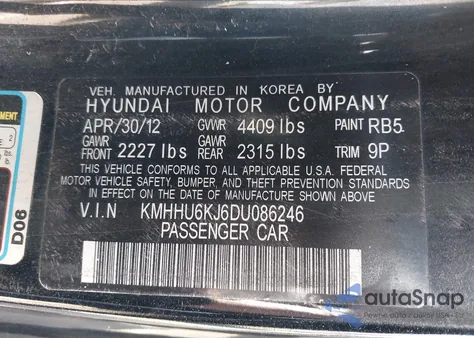 VEH. MANUFACTURED IN KOREA BY
HYUNDAI MOTOR COMPANY
APR/30/12 GVWR 4409 lbs PAINT RB5
GAWR FRONT 2227 lbs GAWR REAR 2315 lbs TRIM 9P
THIS VEHICLE CONFORMS TO ALL APPLICABLE U.S.A. FEDERAL
MOTOR VEHICLE SAFETY, BUMPER, AND THEFT PREVENTION STANDARDS
IN EFFECT ON THE DATE OF MANUFACTURE SHOWN ABOVE.
V.I.N KMHHU6KJ6DU086246
PASSENGER CAR
D06
autoSnap